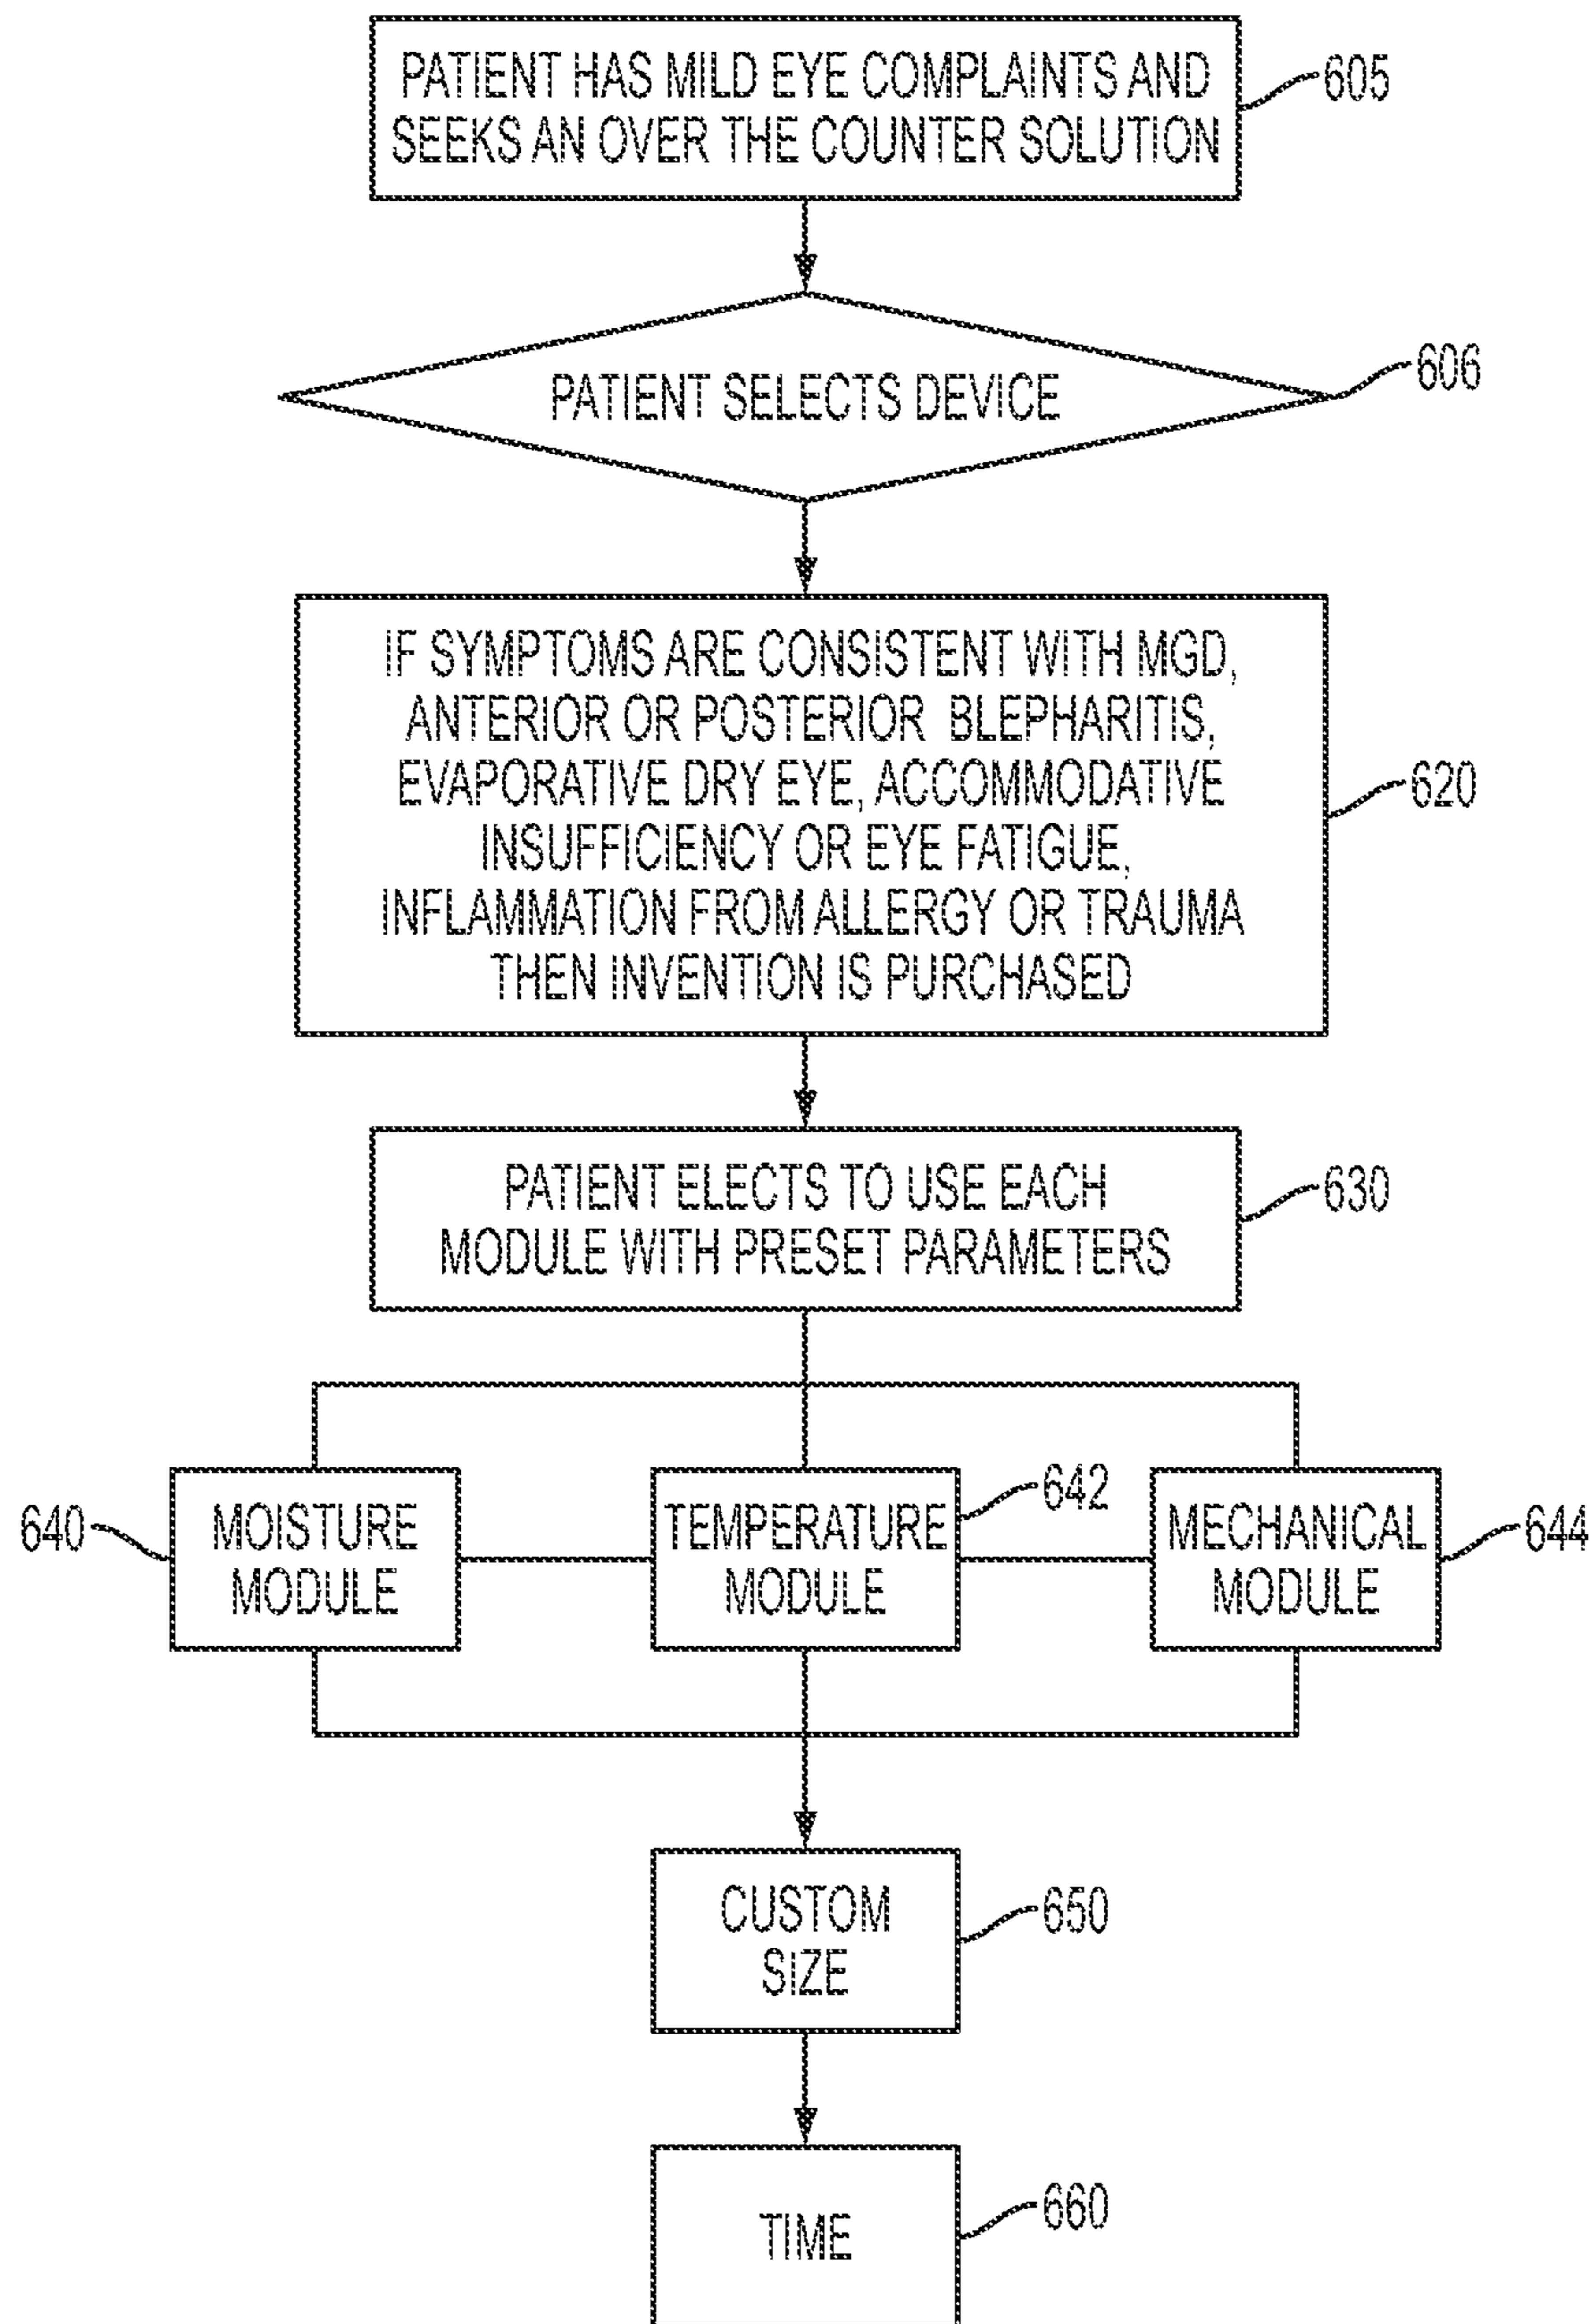 PATIENT HAS MILD EYE COMPLAINTS AND
SEEKS AN OVER THE COUNTER SOLUTION
605
PATIENT SELECTS DEVICE
606
IF SYMPTOMS ARE CONSISTENT WITH MGD,
ANTERIOR OR POSTERIOR BLEPHARITIS,
EVAPORATIVE DRY EYE, ACCOMMODATIVE
INSUFFICIENCY OR EYE FATIGUE,
INFLAMMATION FROM ALLERGY OR TRAUMA
THEN INVENTION IS PURCHASED
620
PATIENT ELECTS TO USE EACH
MODULE WITH PRESET PARAMETERS
630
640
MOISTURE
MODULE
TEMPERATURE
MODULE
642
MECHANICAL
MODULE
644
CUSTOM
SIZE
650
TIME
660